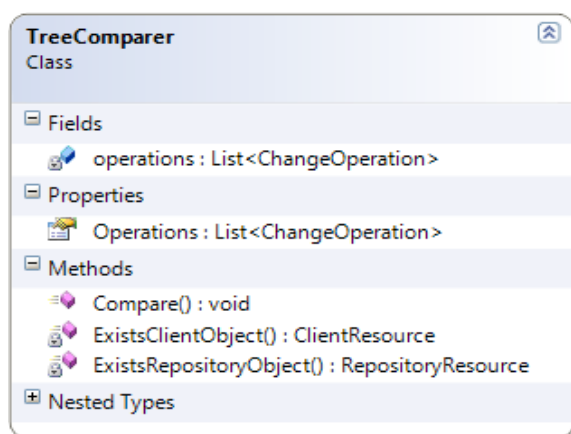 TreeComparer
Class
Fields
operations : List<ChangeOperation>
Properties
Operations : List<ChangeOperation>
Methods
Compare() : void
ExistsClientObject() : ClientResource
ExistsRepositoryObject() : RepositoryResource
Nested Types